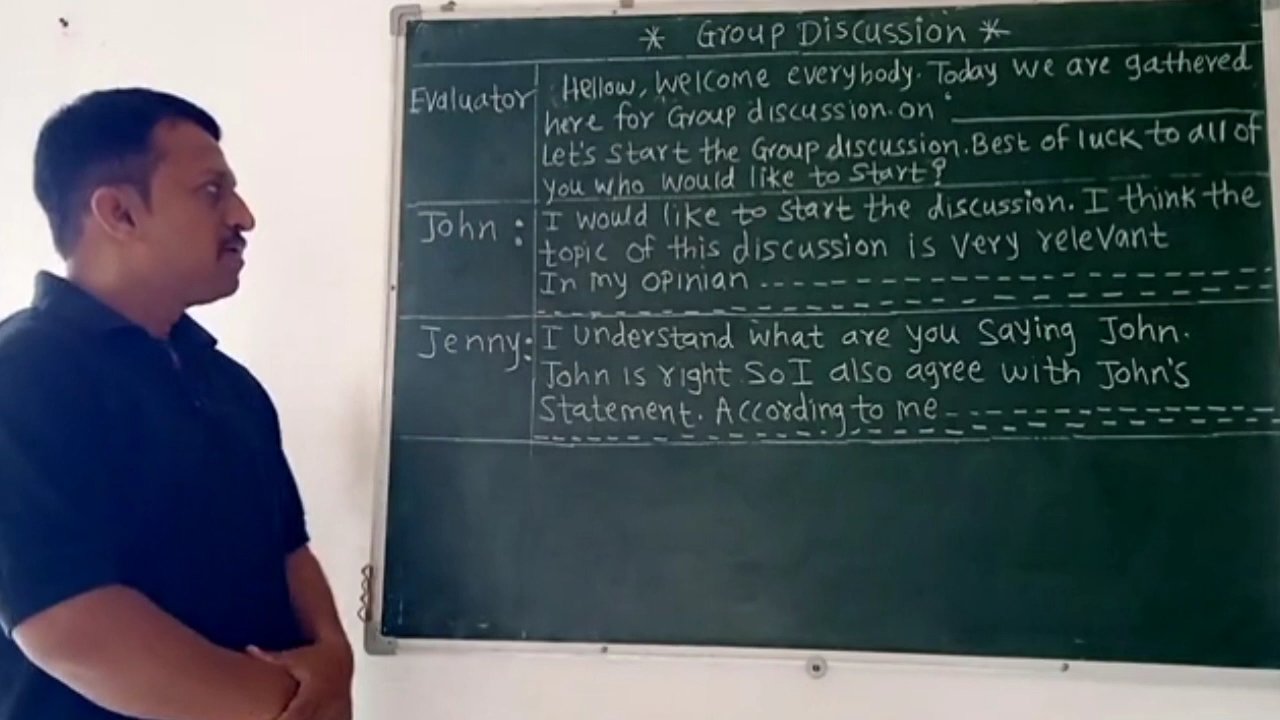 * Group Discussion *
Evaluator
Hellow, Welcome everybody. Today we are gathered
here for Group discussion on
Let's start the Group discussion. Best of luck to all of
you who would like to start?
John :
I would like to start the discussion. I think the
topic of this discussion is very relevant
In my opinian
Jenny:
I understand what are you saying John.
John is right So I also agree with John's
Statement. According to me